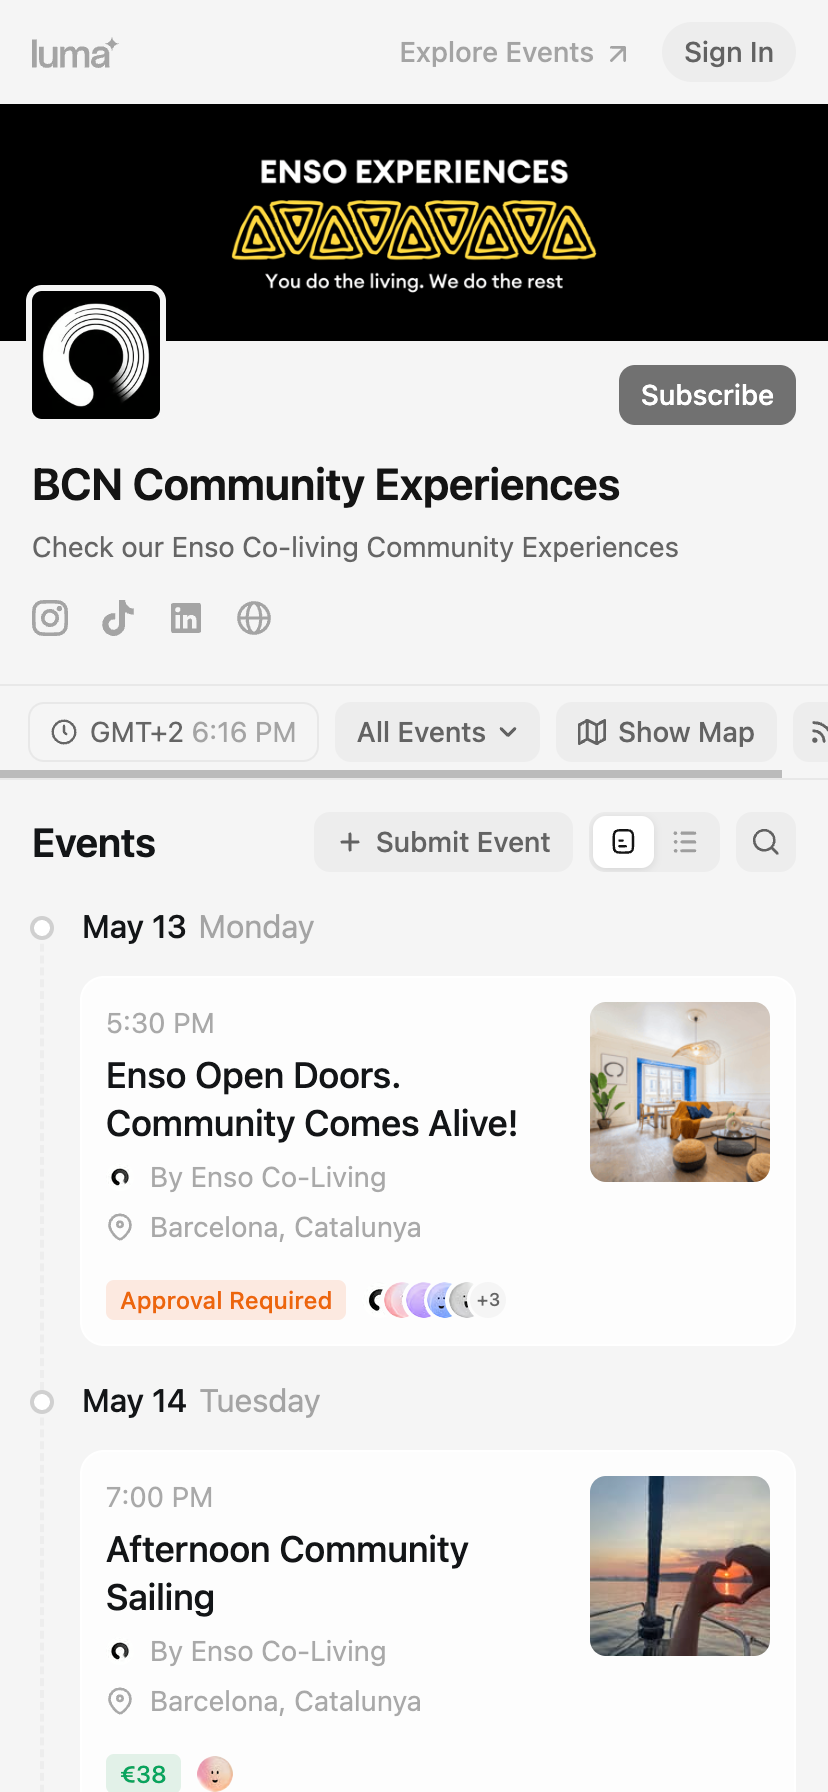 luma
Explore Events
Sign In
ENSO EXPERIENCES
You do the living. We do the rest
Subscribe
BCN Community Experiences
Check our Enso Co-living Community Experiences
GMT+2 6:16 PM
All Events
Show Map
Events
+ Submit Event
May 13 Monday
5:30 PM
Enso Open Doors.
Community Comes Alive!
By Enso Co-Living
Barcelona, Catalunya
Approval Required
+3
May 14 Tuesday
7:00 PM
Afternoon Community
Sailing
By Enso Co-Living
Barcelona, Catalunya
€38